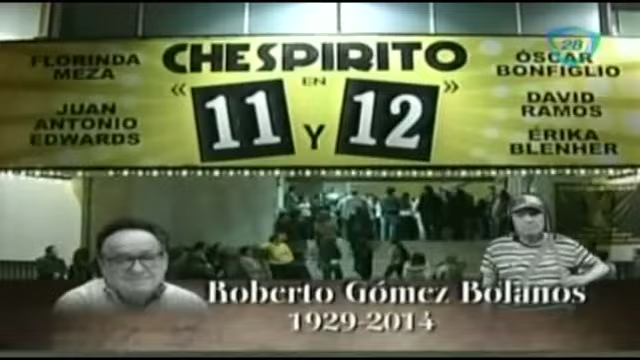 FLORINDA
MEZA
JUAN
ANTONIO
EDWARDS
CHESPIRITO
EN
"11 Y 12"
ÓSCAR
BONFIGLIO
DAVID
RAMOS
ÉRIKA
BLENHER
28
Roberto Gómez Bolaños
1929-2014